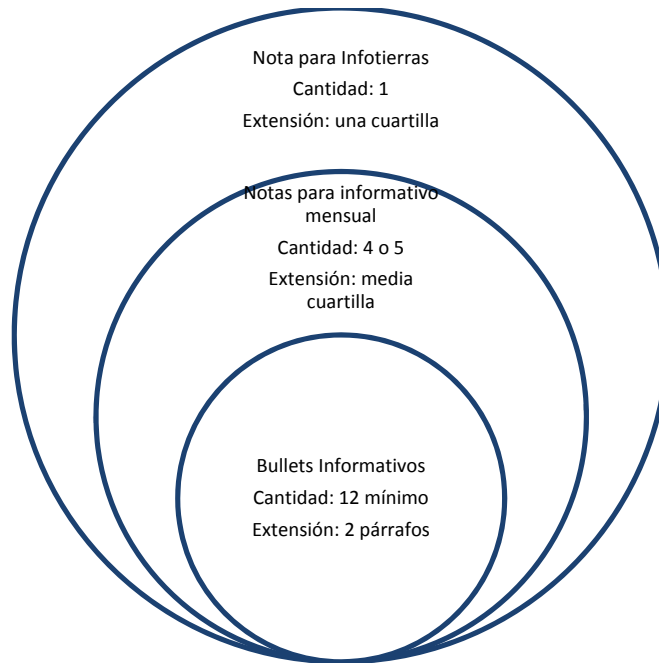 Nota para Infotierras
Cantidad: 1
Extensión: una cuartilla
Notas para informativo
mensual
Cantidad: 4 o 5
Extensión: media
cuartilla
Bullets Informativos
Cantidad: 12 mínimo
Extensión: 2 párrafos